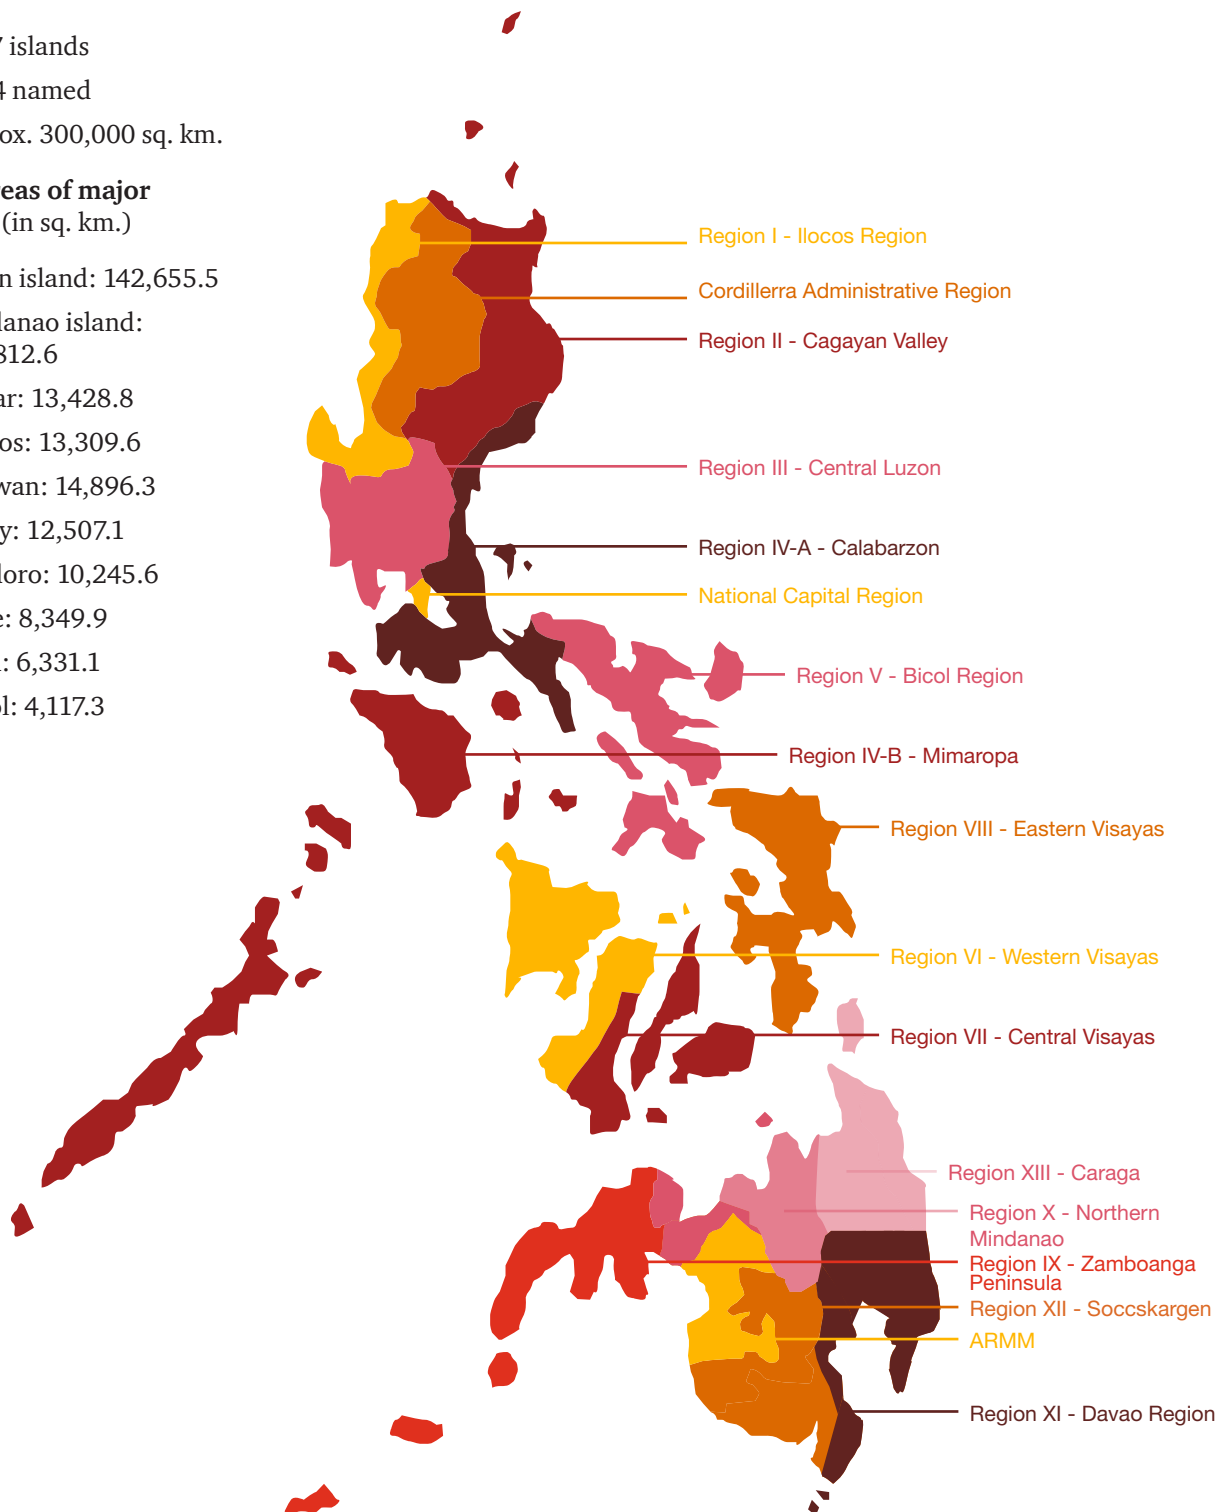 7 islands
4 named
ox. 300,000 sq. km.
reas of major
(in sq. km.)
n island: 142,655.5
lanao island:
812.6
ar: 13,428.8
os: 13,309.6
wan: 14,896.3
y: 12,507.1
loro: 10,245.6
e: 8,349.9
: 6,331.1
ol: 4,117.3
Region I - Ilocos Region
Cordillerra Administrative Region
Region II - Cagayan Valley
Region III - Central Luzon
Region IV-A - Calabarzon
National Capital Region
Region V - Bicol Region
Region IV-B - Mimaropa
Region VIII - Eastern Visayas
Region VI - Western Visayas
Region VII - Central Visayas
Region XIII - Caraga
Region X - Northern
Mindanao
Region IX - Zamboanga
Peninsula
Region XII - Soccskargen
ARMM
Region XI - Davao Region